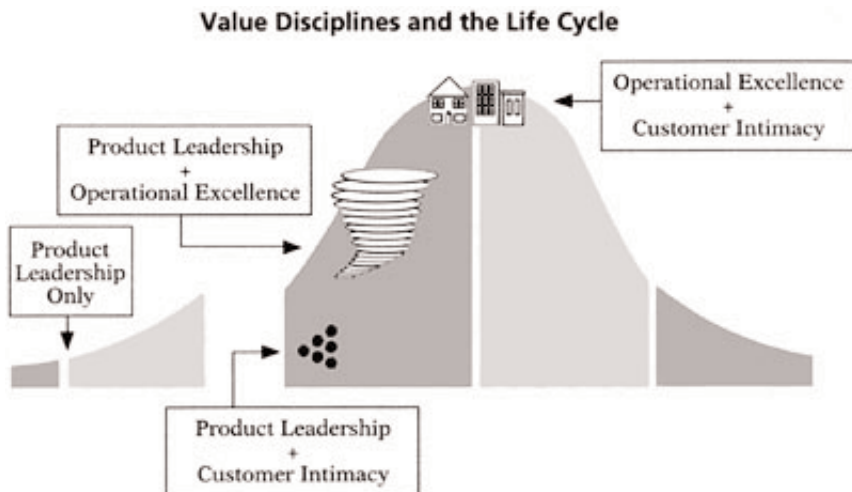 Value Disciplines and the Life Cycle
Operational Excellence
+
Customer Intimacy
Product Leadership
+
Operational Excellence
Product
Leadership
Only
Product Leadership
+
Customer Intimacy